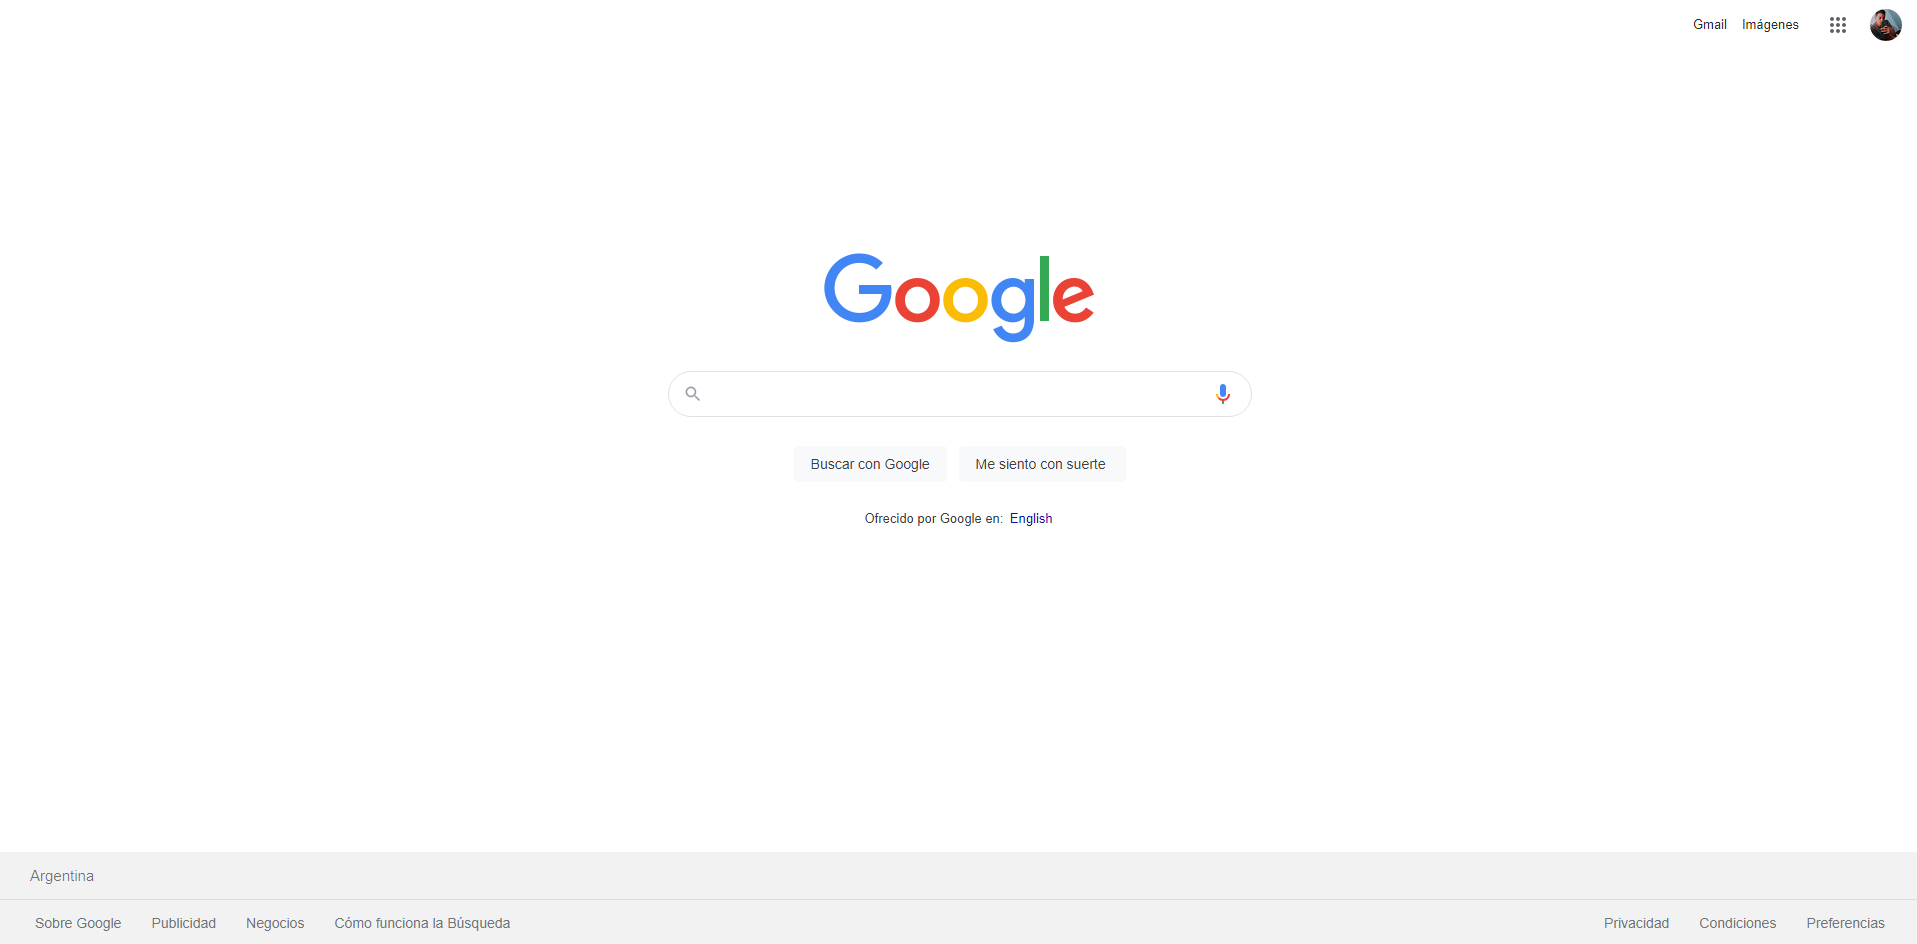 Gmail Imágenes
Google
Buscar con Google Me siento con suerte
Ofrecido por Google en: English
Argentina
Sobre Google Publicidad Negocios Cómo funciona la Búsqueda Privacidad Condiciones Preferencias